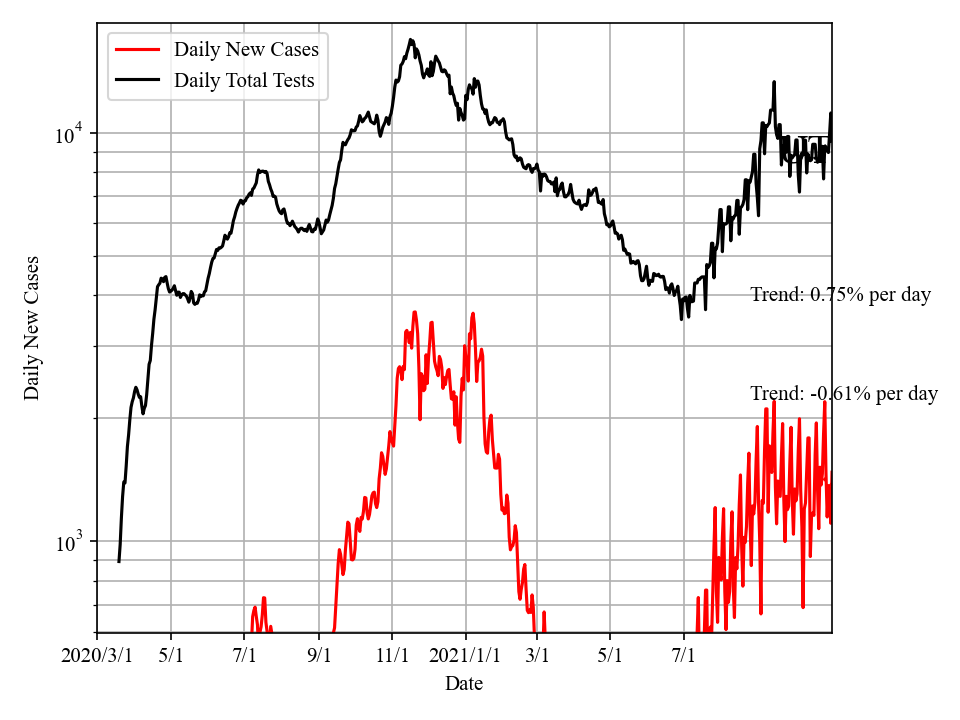 Daily New Cases
Daily Total Tests
10^4
10^3
Daily New Cases
Trend: 0.75% per day
Trend: -0.61% per day
2020/3/1
5/1
7/1
9/1
11/1
2021/1/1
3/1
5/1
7/1
Date